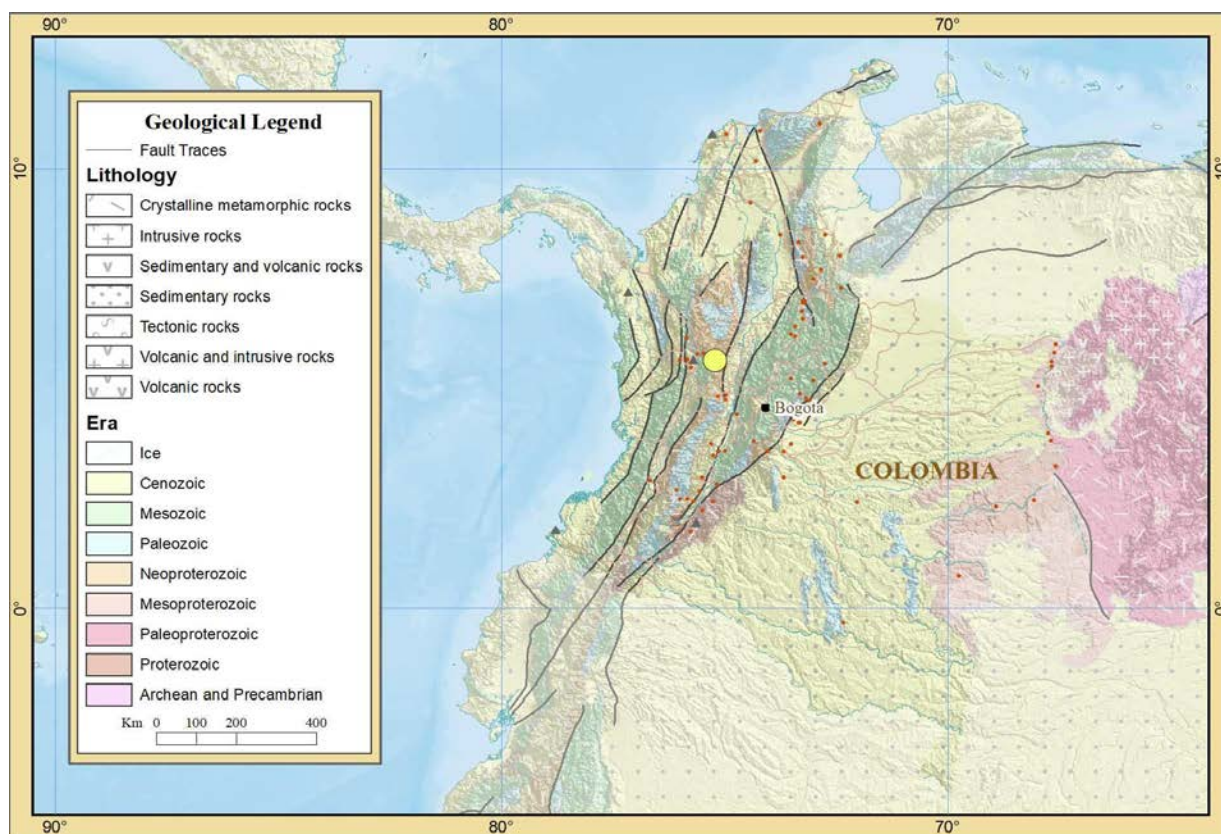 90°
80°
70°
10°
10°
Geological Legend
Fault Traces
Lithology
Crystalline metamorphic rocks
Intrusive rocks
Sedimentary and volcanic rocks
Sedimentary rocks
Tectonic rocks
Volcanic and intrusive rocks
Volcanic rocks
Era
Ice
Cenozoic
Mesozoic
Paleozoic
Neoproterozoic
Mesoproterozoic
Paleoproterozoic
Proterozoic
Archean and Precambrian
Km 0 100 200 400
Bogota
COLOMBIA
0°
0°
90°
80°
70°